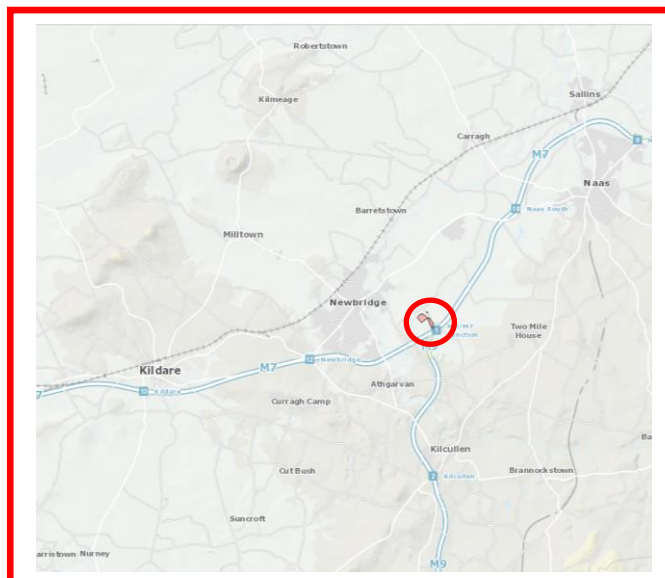 Robertstown
Sallins
Kilmeage
Carragh
M7
Naas
Barretstown
Naas South
Milltown
Newbridge
Two Mile
House
M7
Newbridge
Kildare
Kildare
Athgarvan
Curragh Camp
Kilcullen
Cut Bush
Brannockstown
Kilcullen
Suncroft
arristown Nurney
M9